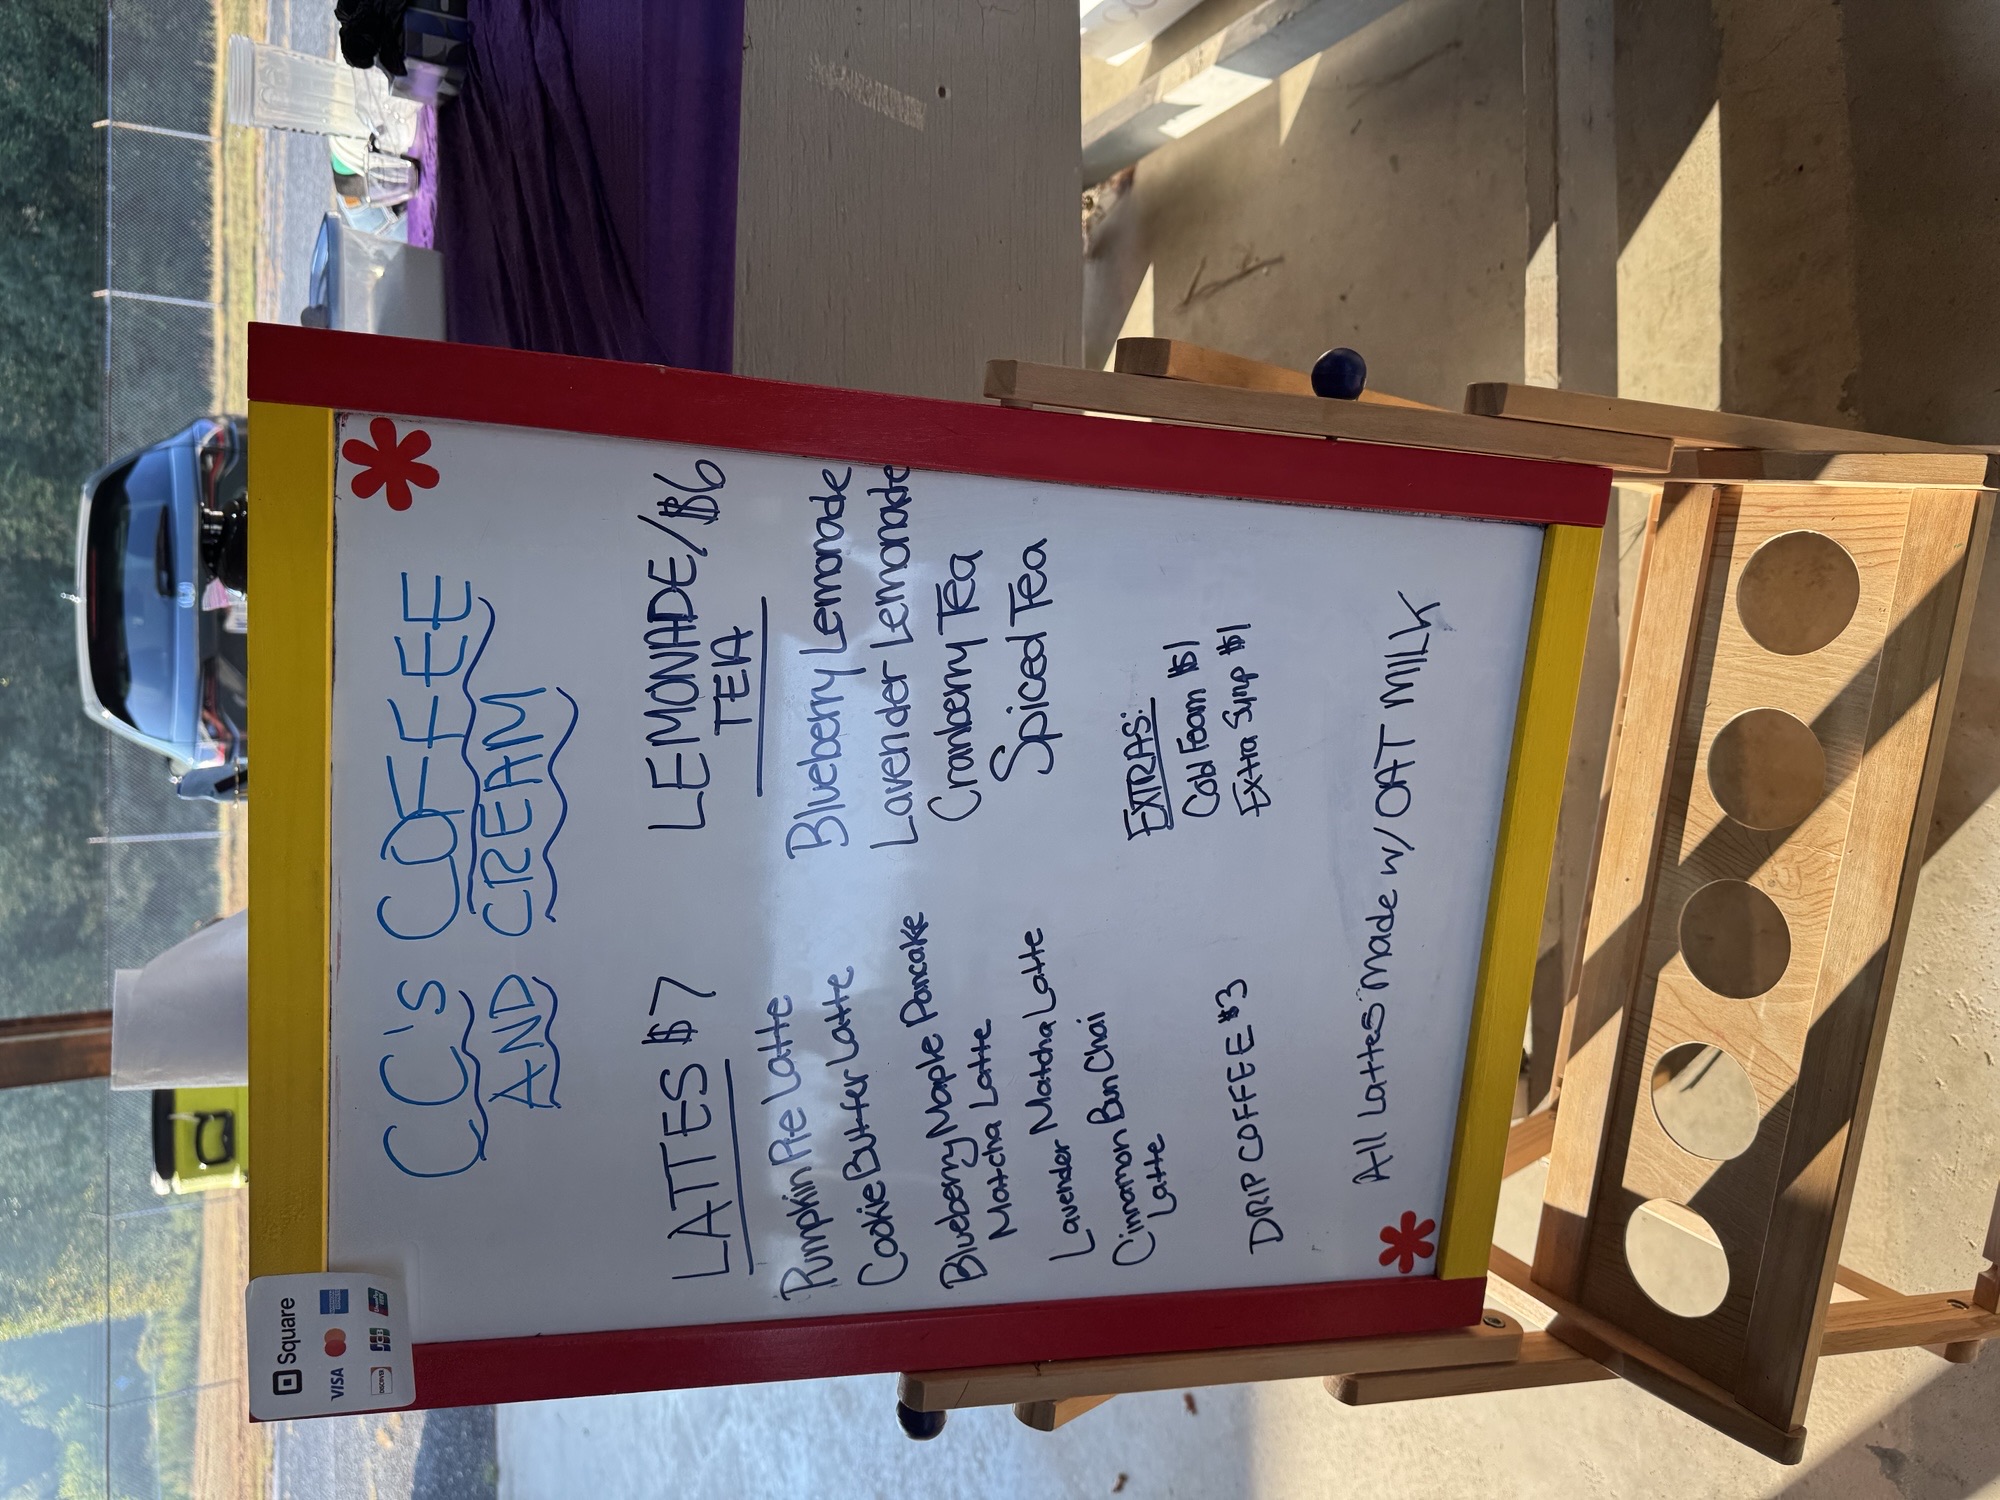 Square
VISA
DISCOVER
JCB
CC's COFFEE
AND CREAM
LATTES $7
Pumpkin Pie Latte
Cookie Butter Latte
Blueberry Maple Pancake
Matcha Latte
Lavender Matcha Latte
Cinnamon Bun Chai
Latte
DRIP COFFEE $3
LEMONADE/ $6
TEA
Blueberry Lemonade
Lavender Lemonade
Cranberry Tea
Spiced Tea
EXTRAS:
Cold Foam $1
Extra Syrup $1
All Lattes made w/ OAT MILK